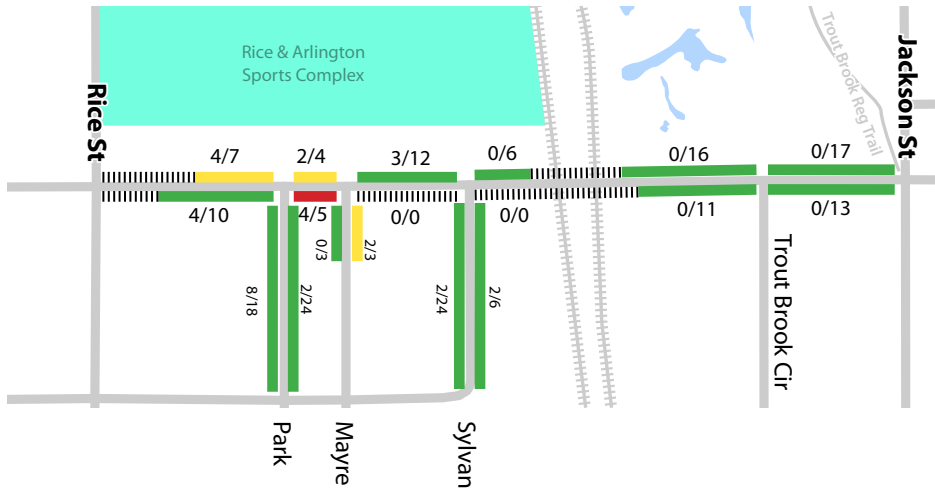 Rice & Arlington
Sports Complex
Rice St
Jackson St
Trout Brook Reg Trail
4/7
2/4
3/12
0/6
0/16
0/17
4/10
4/5
0/0
0/0
0/11
0/13
0/3
2/3
8/18
2/24
2/24
2/6
Trout Brook Cir
Park
Mayre
Sylvan